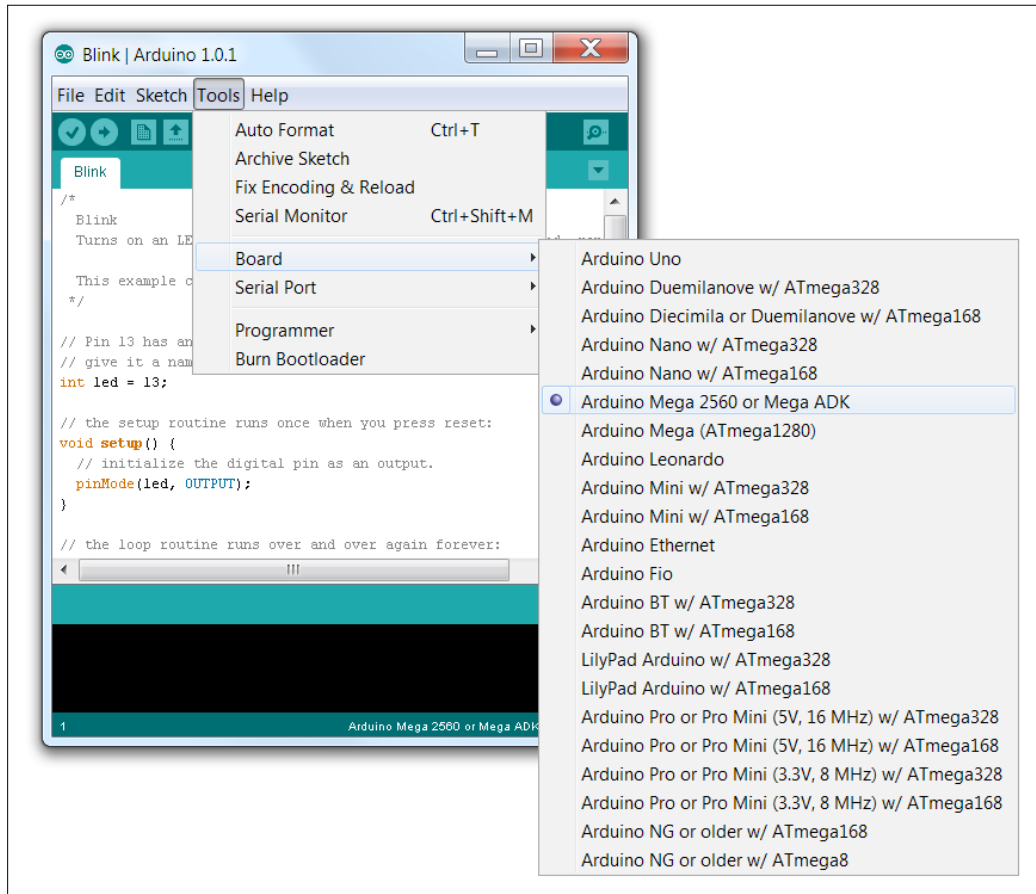 Blink | Arduino 1.0.1
File Edit Sketch Tools Help
Auto Format Ctrl+T
Archive Sketch
Fix Encoding & Reload
Serial Monitor Ctrl+Shift+M
Board
Serial Port
Programmer
Burn Bootloader
Blink
/*
Blink
Turns on an LE
This example c
*/
// Pin 13 has an
// give it a nam
int led = 13;
// the setup routine runs once when you press reset:
void setup() {
// initialize the digital pin as an output.
pinMode(led, OUTPUT);
}
// the loop routine runs over and over again forever:
1
Arduino Mega 2560 or Mega ADK
Arduino Uno
Arduino Duemilanove w/ ATmega328
Arduino Diecimila or Duemilanove w/ ATmega168
Arduino Nano w/ ATmega328
Arduino Nano w/ ATmega168
Arduino Mega 2560 or Mega ADK
Arduino Mega (ATmega1280)
Arduino Leonardo
Arduino Mini w/ ATmega328
Arduino Mini w/ ATmega168
Arduino Ethernet
Arduino Fio
Arduino BT w/ ATmega328
Arduino BT w/ ATmega168
LilyPad Arduino w/ ATmega328
LilyPad Arduino w/ ATmega168
Arduino Pro or Pro Mini (5V, 16 MHz) w/ ATmega328
Arduino Pro or Pro Mini (5V, 16 MHz) w/ ATmega168
Arduino Pro or Pro Mini (3.3V, 8 MHz) w/ ATmega328
Arduino Pro or Pro Mini (3.3V, 8 MHz) w/ ATmega168
Arduino NG or older w/ ATmega168
Arduino NG or older w/ ATmega8